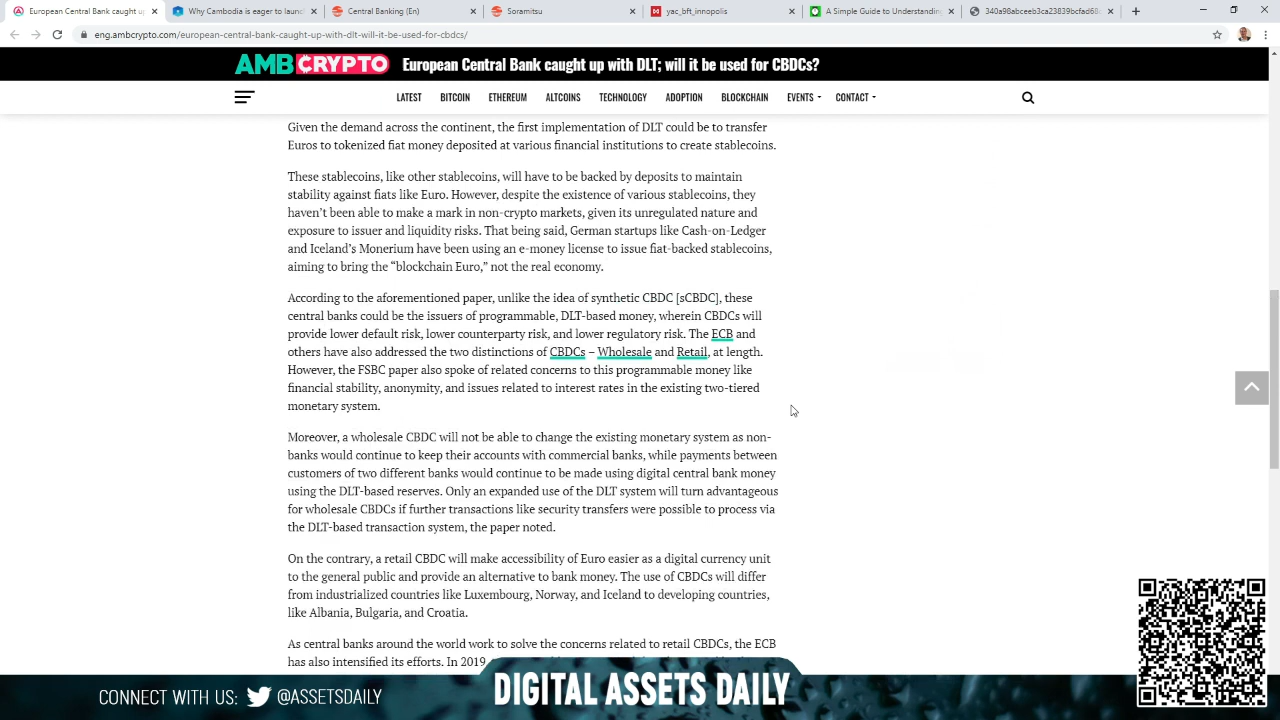 European Central Bank caught up
Why Cambodia is eager to launch
Central Banking (En)
Soramitsu
yac_bft_innopolis
A Simple Guide to Understanding
340a98abceeb3ca23839bcfad68
eng.ambcrypto.com/european-central-bank-caught-up-with-dlt-will-it-be-used-for-cbdcs/
AMBCRYPTO European Central Bank caught up with DLT; will it be used for CBDCs?
LATEST BITCOIN ETHEREUM ALTCOINS TECHNOLOGY ADOPTION BLOCKCHAIN EVENTS CONTACT
Given the demand across the continent, the first implementation of DLT could be to transfer
Euros to tokenized fiat money deposited at various financial institutions to create stablecoins.
These stablecoins, like other stablecoins, will have to be backed by deposits to maintain
stability against fiats like Euro. However, despite the existence of various stablecoins, they
haven't been able to make a mark in non-crypto markets, given its unregulated nature and
exposure to issuer and liquidity risks. That being said, German startups like Cash-on-Ledger
and Iceland's Monerium have been using an e-money license to issue fiat-backed stablecoins,
aiming to bring the “blockchain Euro,” not the real economy.
According to the aforementioned paper, unlike the idea of synthetic CBDC [sCBDC], these
central banks could be the issuers of programmable, DLT-based money, wherein CBDCs will
provide lower default risk, lower counterparty risk, and lower regulatory risk. The ECB and
others have also addressed the two distinctions of CBDCs – Wholesale and Retail, at length.
However, the FSBC paper also spoke of related concerns to this programmable money like
financial stability, anonymity, and issues related to interest rates in the existing two-tiered
monetary system.
Moreover, a wholesale CBDC will not be able to change the existing monetary system as non-
banks would continue to keep their accounts with commercial banks, while payments between
customers of two different banks would continue to be made using digital central bank money
using the DLT-based reserves. Only an expanded use of the DLT system will turn advantageous
for wholesale CBDCs if further transactions like security transfers were possible to process via
the DLT-based transaction system, the paper noted.
On the contrary, a retail CBDC will make accessibility of Euro easier as a digital currency unit
to the general public and provide an alternative to bank money. The use of CBDCs will differ
from industrialized countries like Luxembourg, Norway, and Iceland to developing countries,
like Albania, Bulgaria, and Croatia.
As central banks around the world work to solve the concerns related to retail CBDCs, the ECB
has also intensified its efforts. In 2019
CONNECT WITH US: @ASSETSDAILY
DIGITAL ASSETS DAILY